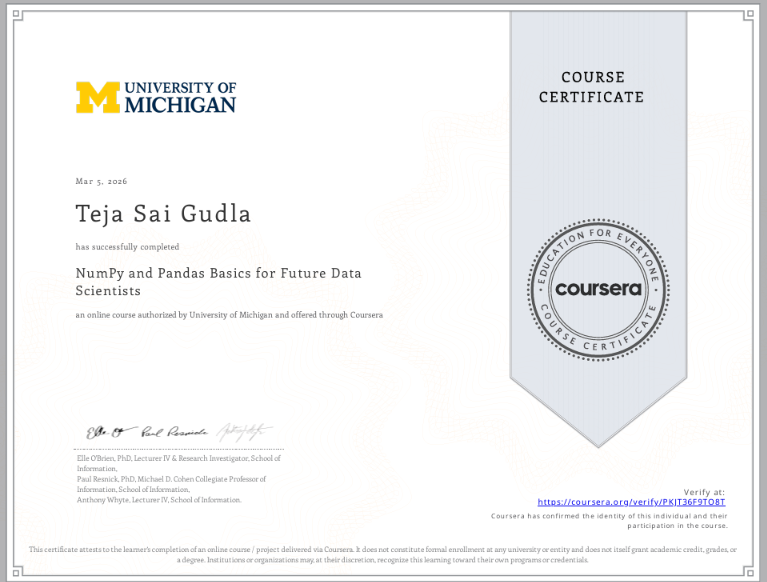 UNIVERSITY OF
MICHIGAN
COURSE
CERTIFICATE
Mar 5, 2026
Teja Sai Gudla
has successfully completed
NumPy and Pandas Basics for Future Data
Scientists
an online course authorized by University of Michigan and offered through Coursera
EDUCATION FOR EVERYONE
coursera
COURSE CERTIFICATE
Elle O'Brien, PhD, Lecturer IV & Research Investigator, School of
Information,
Paul Resnick, PhD, Michael D. Cohen Collegiate Professor of
Information, School of Information,
Anthony Whyte. Lecturer IV, School of Information.
Verify at:
https://coursera.org/verify/PKJT36F9TO8T
Coursera has confirmed the identity of this individual and their
participation in the course.
This certificate attests to the learner's completion of an online course / project delivered via Coursera. It does not constitute formal enrollment at any university or entity and does not itself grant academic credit, grades, or
a degree. Institutions or organizations may, at their discretion, recognize this learning toward their own programs or credentials.